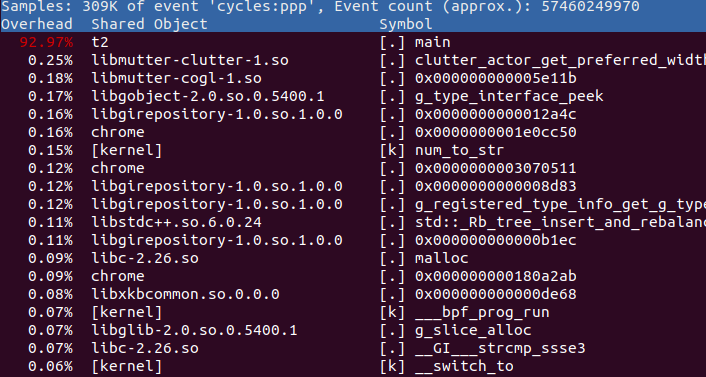 Samples: 309K of event 'cycles:ppp', Event count (approx.): 57460249970
Overhead  Shared Object                  Symbol
92.97%  t2                             [.] main
0.25%  libmutter-clutter-1.so         [.] clutter_actor_get_preferred_width
0.18%  libmutter-cogl-1.so            [.] 0x000000000005e11b
0.17%  libgobject-2.0.so.0.5400.1     [.] g_type_interface_peek
0.16%  libgirepository-1.0.so.1.0.0   [.] 0x0000000000012a4c
0.16%  chrome                         [.] 0x0000000001e0cc50
0.15%  [kernel]                       [k] num_to_str
0.12%  chrome                         [.] 0x0000000003070511
0.12%  libgirepository-1.0.so.1.0.0   [.] 0x0000000000008d83
0.12%  libgirepository-1.0.so.1.0.0   [.] g_registered_type_info_get_g_type
0.11%  libstdc++.so.6.0.24            [.] std::_Rb_tree_insert_and_rebalanc
0.11%  libgirepository-1.0.so.1.0.0   [.] 0x000000000000b1ec
0.09%  libc-2.26.so                   [.] malloc
0.09%  chrome                         [.] 0x000000000180a2ab
0.08%  libxkbcommon.so.0.0.0          [.] 0x000000000000de68
0.07%  [kernel]                       [k] ___bpf_prog_run
0.07%  libglib-2.0.so.0.5400.1        [.] g_slice_alloc
0.07%  libc-2.26.so                   [.] __GI___strcmp_ssse3
0.06%  [kernel]                       [k] __switch_to